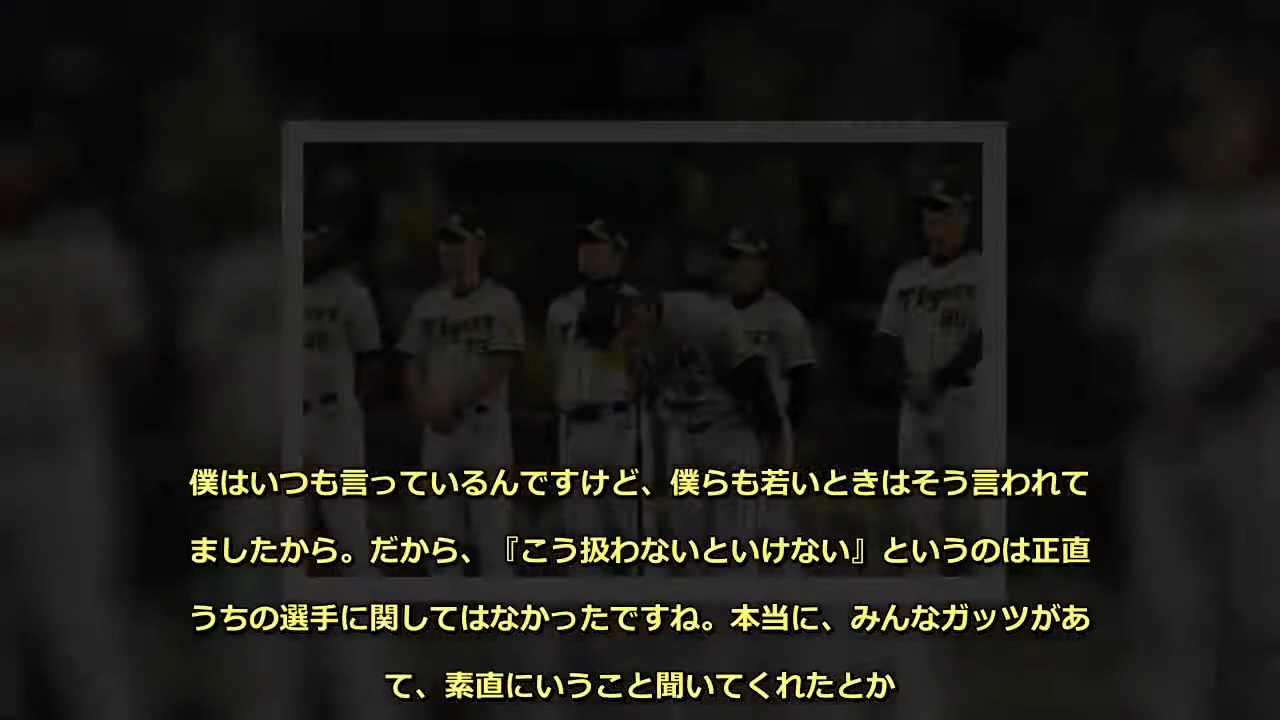 Tigers
Tigers
僕はいつも言っているんですけど、僕らも若いときはそう言われて
ましたから。だから、『こう扱わないといけない』というのは正直
うちの選手に関してはなかったですね。本当に、みんなガッツがあ
て、素直にいうこと聞いてくれたとか